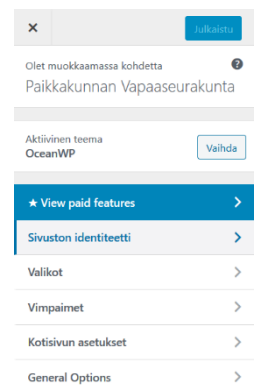 Julkaistu
Olet muokkaamassa kohdetta
Paikkakunnan Vapaaseurakunta
Aktiivinen teema
OceanWP
Vaihda
★ View paid features
Sivuston identiteetti
Valikot
Vimpaimet
Kotisivun asetukset
General Options